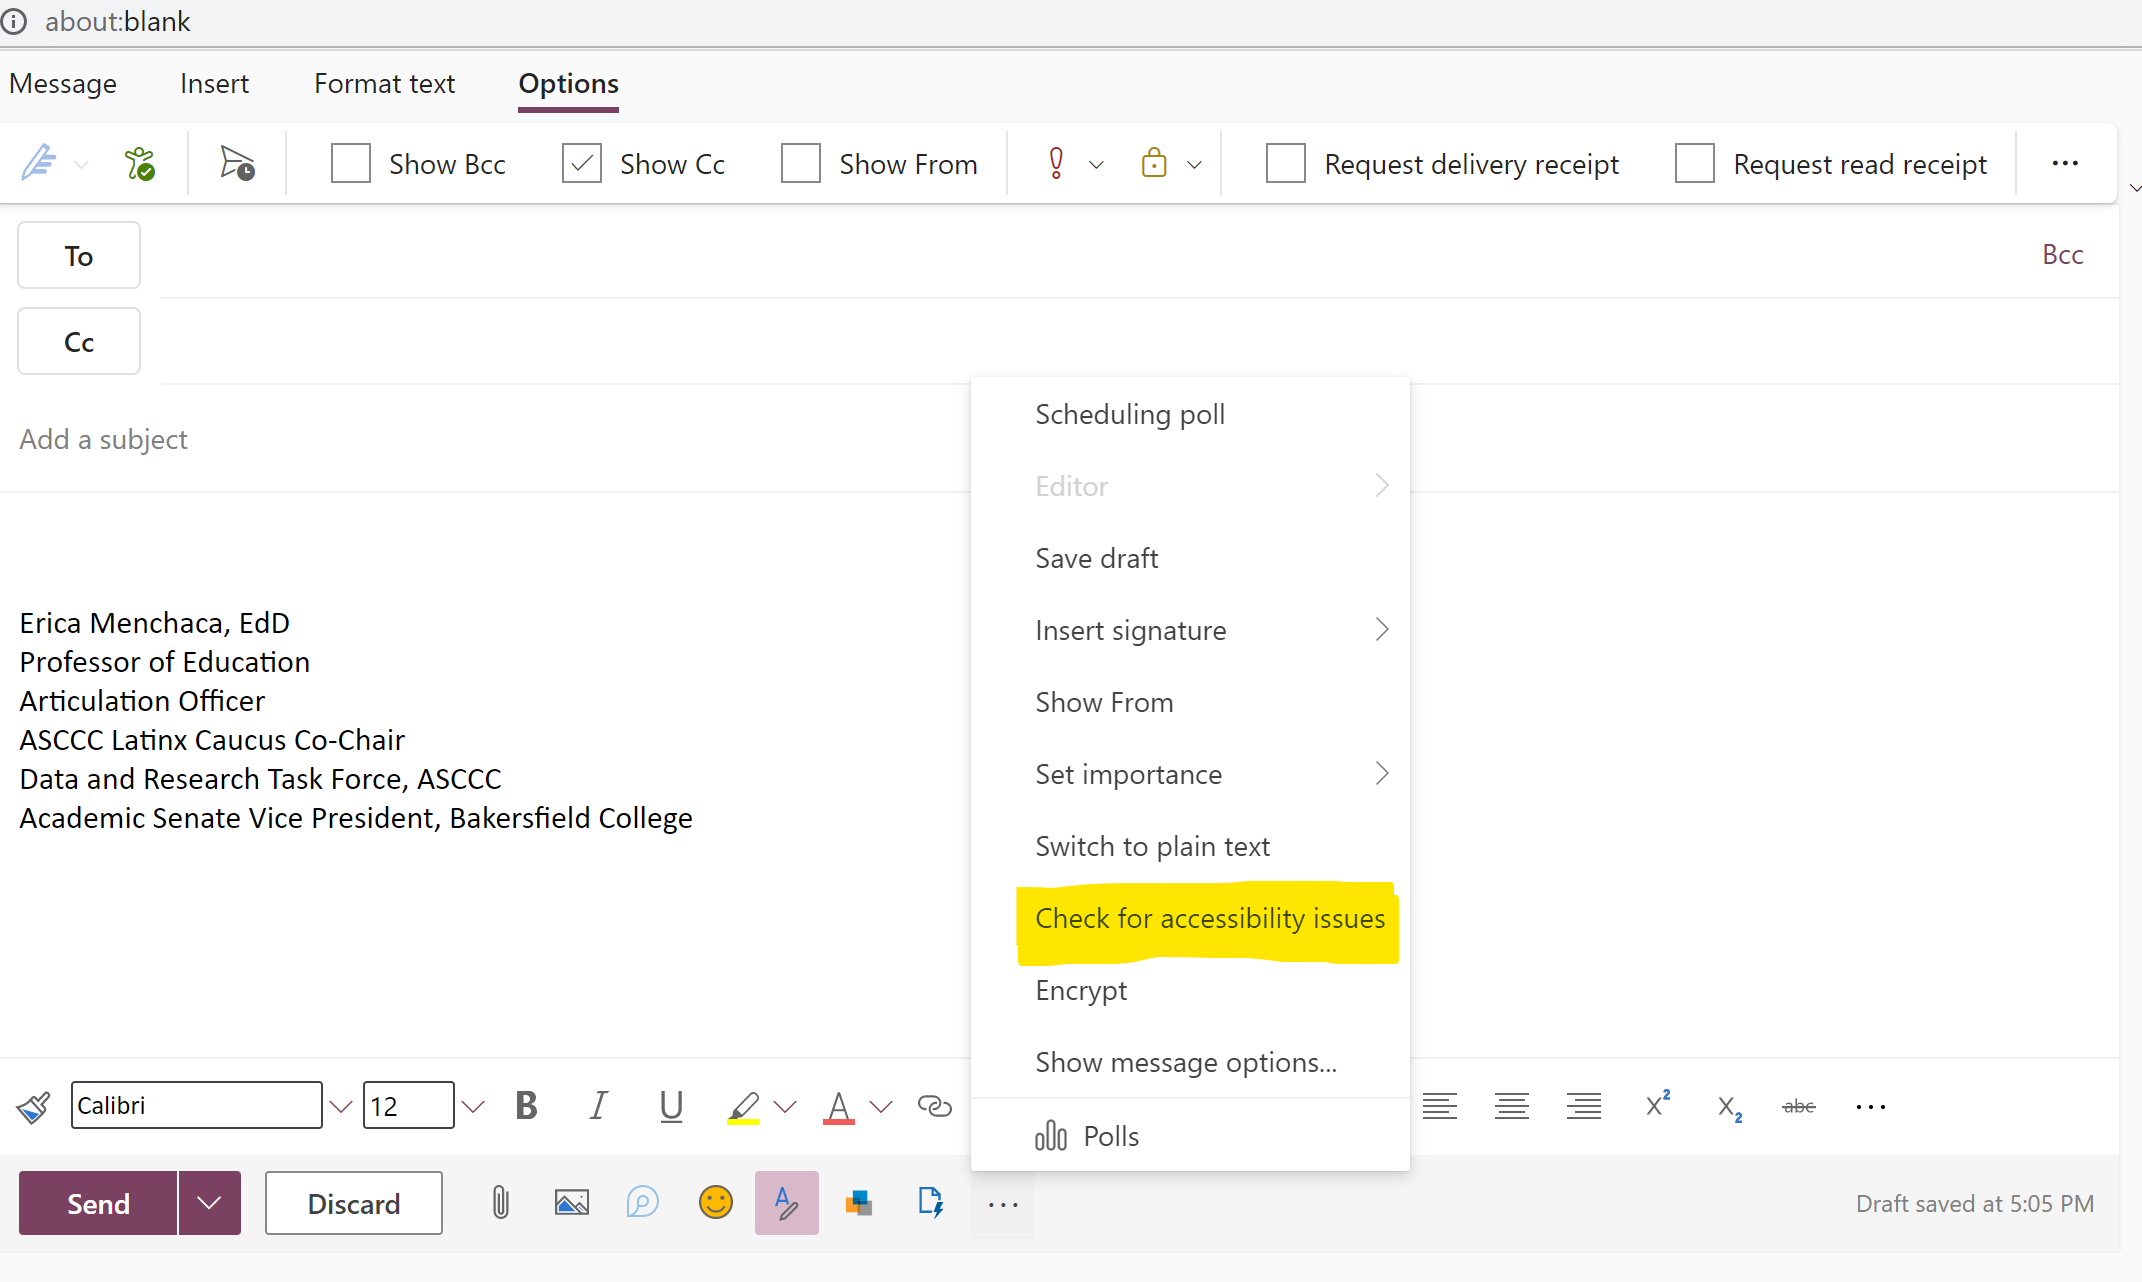 about:blank
Message Insert Format text Options
Show Bcc Show Cc Show From Request delivery receipt Request read receipt
To Bcc
Cc
Add a subject
Scheduling poll
Editor
Save draft
Insert signature
Show From
Set importance
Switch to plain text
Check for accessibility issues
Encrypt
Show message options...
Polls
Erica Menchaca, EdD
Professor of Education
Articulation Officer
ASCCC Latinx Caucus Co-Chair
Data and Research Task Force, ASCCC
Academic Senate Vice President, Bakersfield College
Calibri 12 B I U A X² X₂ abc
Send Discard Draft saved at 5:05 PM